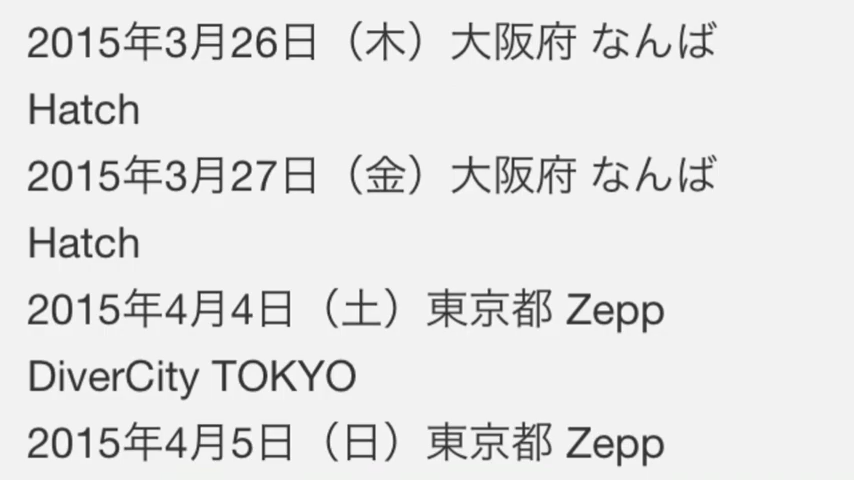 2015年3月26日（木）大阪府 なんば
Hatch
2015年3月27日（金）大阪府 なんば
Hatch
2015年4月4日（土）東京都 Zepp
DiverCity TOKYO
2015年4月5日（日）東京都 Zepp